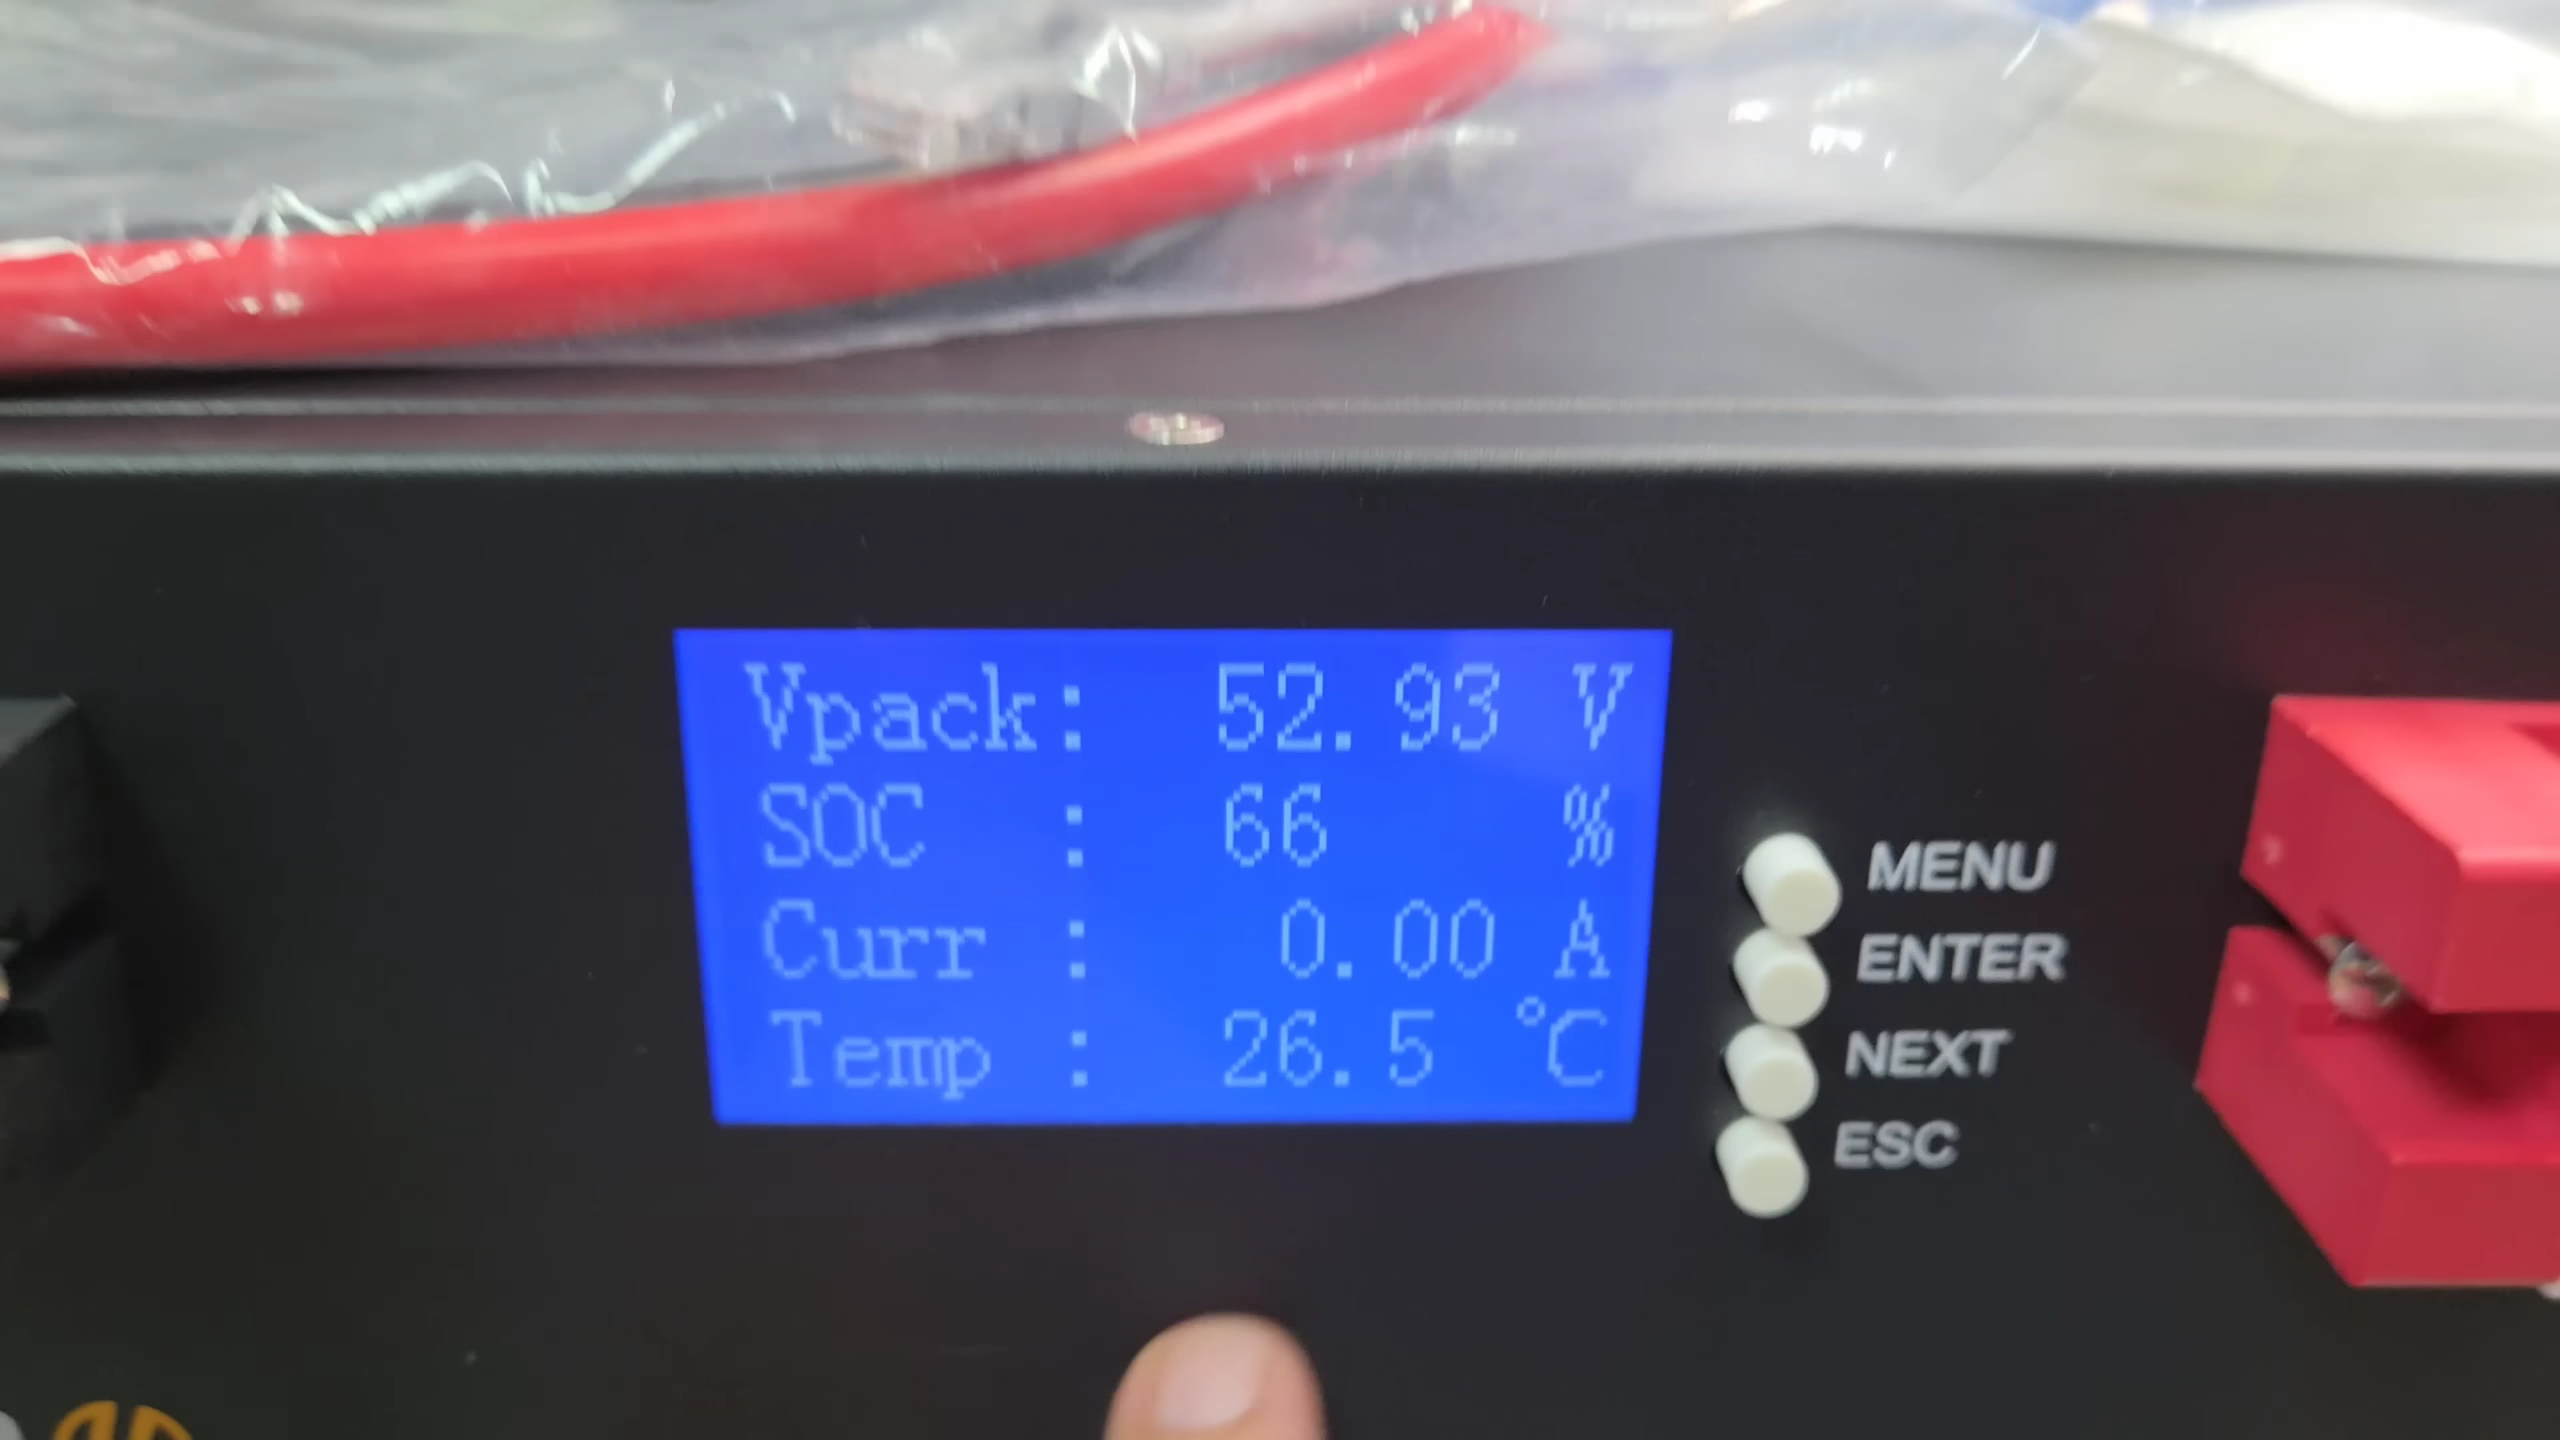 Vpack: 52.93 V
SOC : 66 %
Curr : 0.00 A
Temp : 26.5 °C
MENU
ENTER
NEXT
ESC